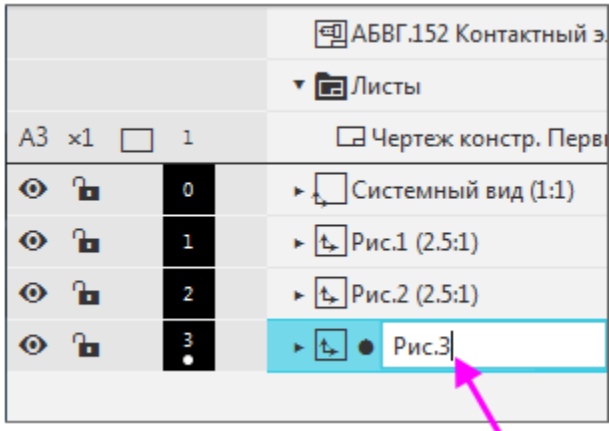 АБВГ.152 Контактный э
Листы
А3 ×1 1 Чертеж констр. Перви
0 Системный вид (1:1)
1 Рис.1 (2.5:1)
2 Рис.2 (2.5:1)
3 Рис.3